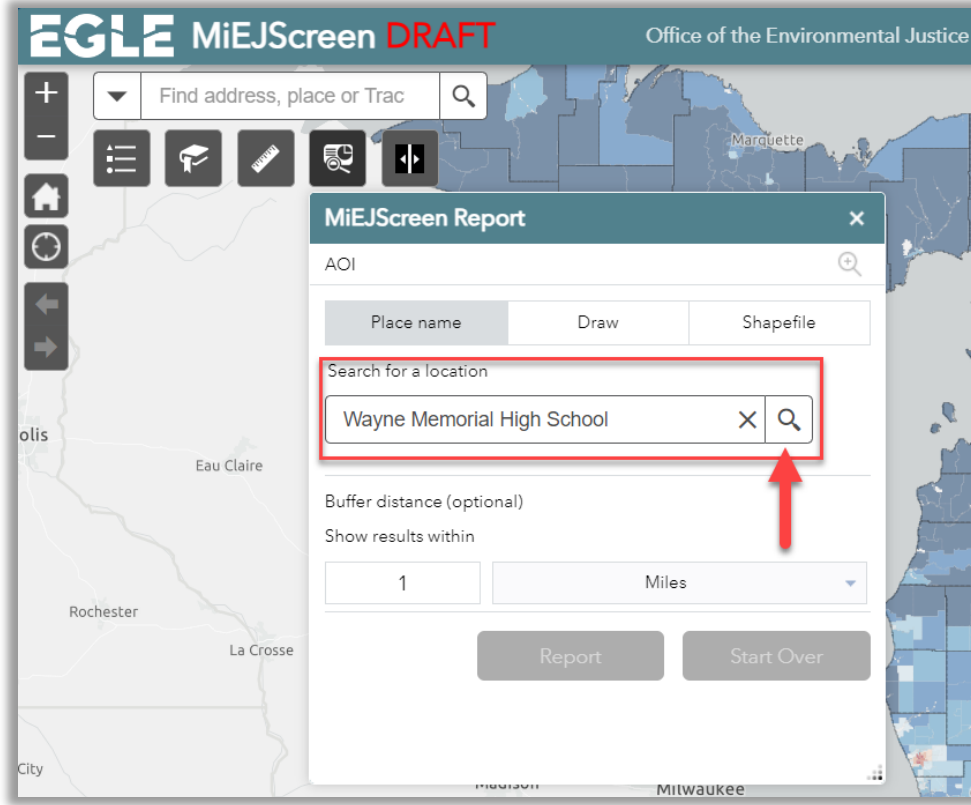 EGLE MiEJScreen DRAFT Office of the Environmental Justice
Find address, place or Trac
Marquette
MiEJScreen Report
AOI
Place name Draw Shapefile
Search for a location
Wayne Memorial High School
olis
Eau Claire
Buffer distance (optional)
Show results within
1 Miles
Rochester
La Crosse
Report Start Over
City
Madison
Milwaukee